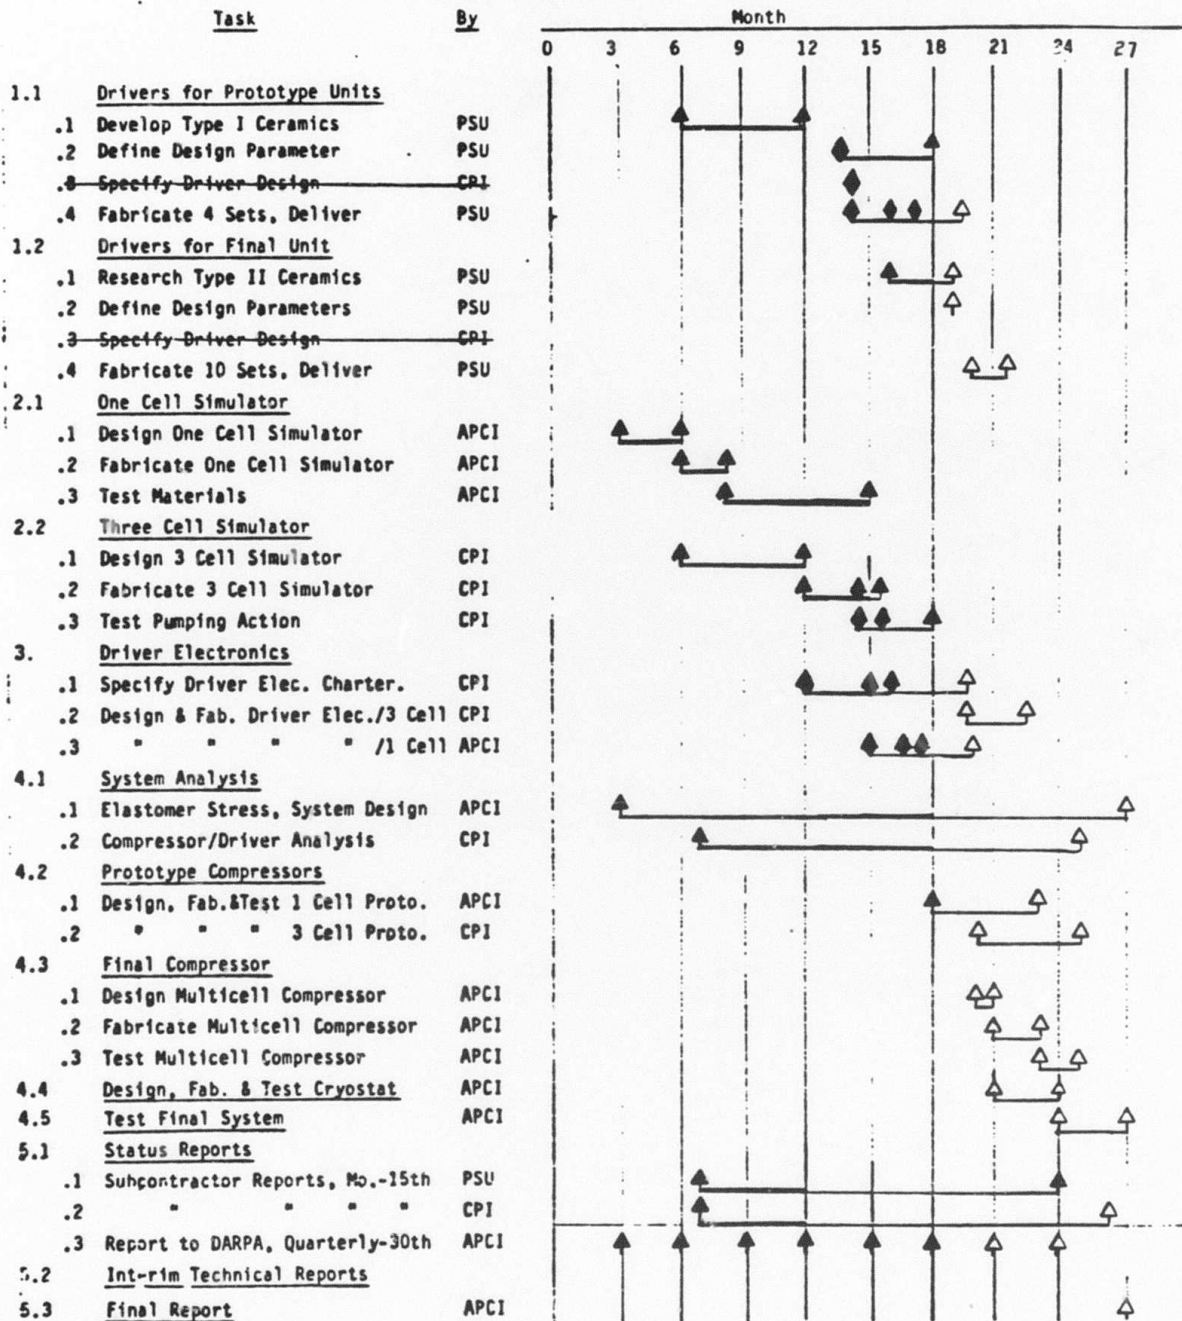 Task By Month
0 3 6 9 12 15 18 21 24 27
1.1 Drivers for Prototype Units
.1 Develop Type I Ceramics PSU
.2 Define Design Parameter PSU
.3 Specify Driver Design CPI
.4 Fabricate 4 Sets, Deliver PSU
1.2 Drivers for Final Unit
.1 Research Type II Ceramics PSU
.2 Define Design Parameters PSU
.3 Specify Driver Design CPI
.4 Fabricate 10 Sets, Deliver PSU
2.1 One Cell Simulator
.1 Design One Cell Simulator APCI
.2 Fabricate One Cell Simulator APCI
.3 Test Materials APCI
2.2 Three Cell Simulator
.1 Design 3 Cell Simulator CPI
.2 Fabricate 3 Cell Simulator CPI
.3 Test Pumping Action CPI
3. Driver Electronics
.1 Specify Driver Elec. Charter. CPI
.2 Design & Fab. Driver Elec./3 Cell CPI
.3 " " " " /1 Cell APCI
4.1 System Analysis
.1 Elastomer Stress, System Design APCI
.2 Compressor/Driver Analysis CPI
4.2 Prototype Compressors
.1 Design, Fab.&Test 1 Cell Proto. APCI
.2 " " " 3 Cell Proto. CPI
4.3 Final Compressor
.1 Design Multicell Compressor APCI
.2 Fabricate Multicell Compressor APCI
.3 Test Multicell Compressor APCI
4.4 Design, Fab. & Test Cryostat APCI
4.5 Test Final System APCI
5.1 Status Reports
.1 Subcontractor Reports, Mo.-15th PSU
.2 " " " " CPI
.3 Report to DARPA, Quarterly-30th APCI
5.2 Int-rim Technical Reports
5.3 Final Report APCI